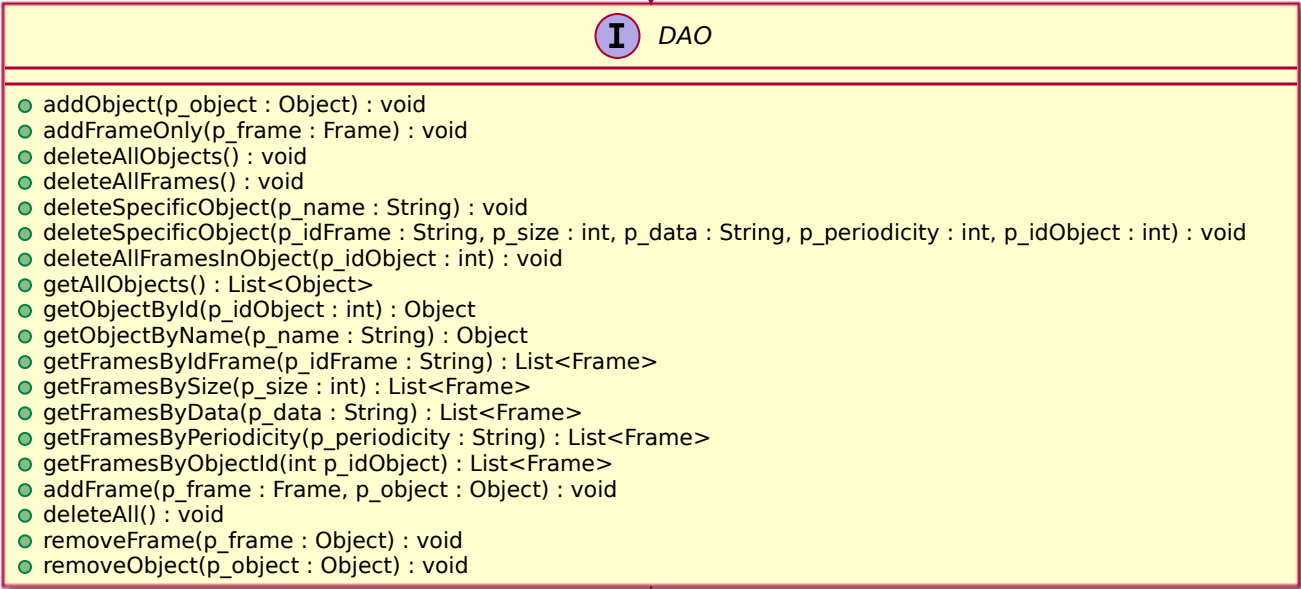 I DAO
addObject(p_object : Object) : void
addFrameOnly(p_frame : Frame) : void
deleteAllObjects() : void
deleteAllFrames() : void
deleteSpecificObject(p_name : String) : void
deleteSpecificObject(p_idFrame : String, p_size : int, p_data : String, p_periodicity : int, p_idObject : int) : void
deleteAllFramesInObject(p_idObject : int) : void
getAllObjects() : List<Object>
getObjectById(p_idObject : int) : Object
getObjectByName(p_name : String) : Object
getFramesByIdFrame(p_idFrame : String) : List<Frame>
getFramesBySize(p_size : int) : List<Frame>
getFramesByData(p_data : String) : List<Frame>
getFramesByPeriodicity(p_periodicity : String) : List<Frame>
getFramesByObjectId(int p_idObject) : List<Frame>
addFrame(p_frame : Frame, p_object : Object) : void
deleteAll() : void
removeFrame(p_frame : Object) : void
removeObject(p_object : Object) : void